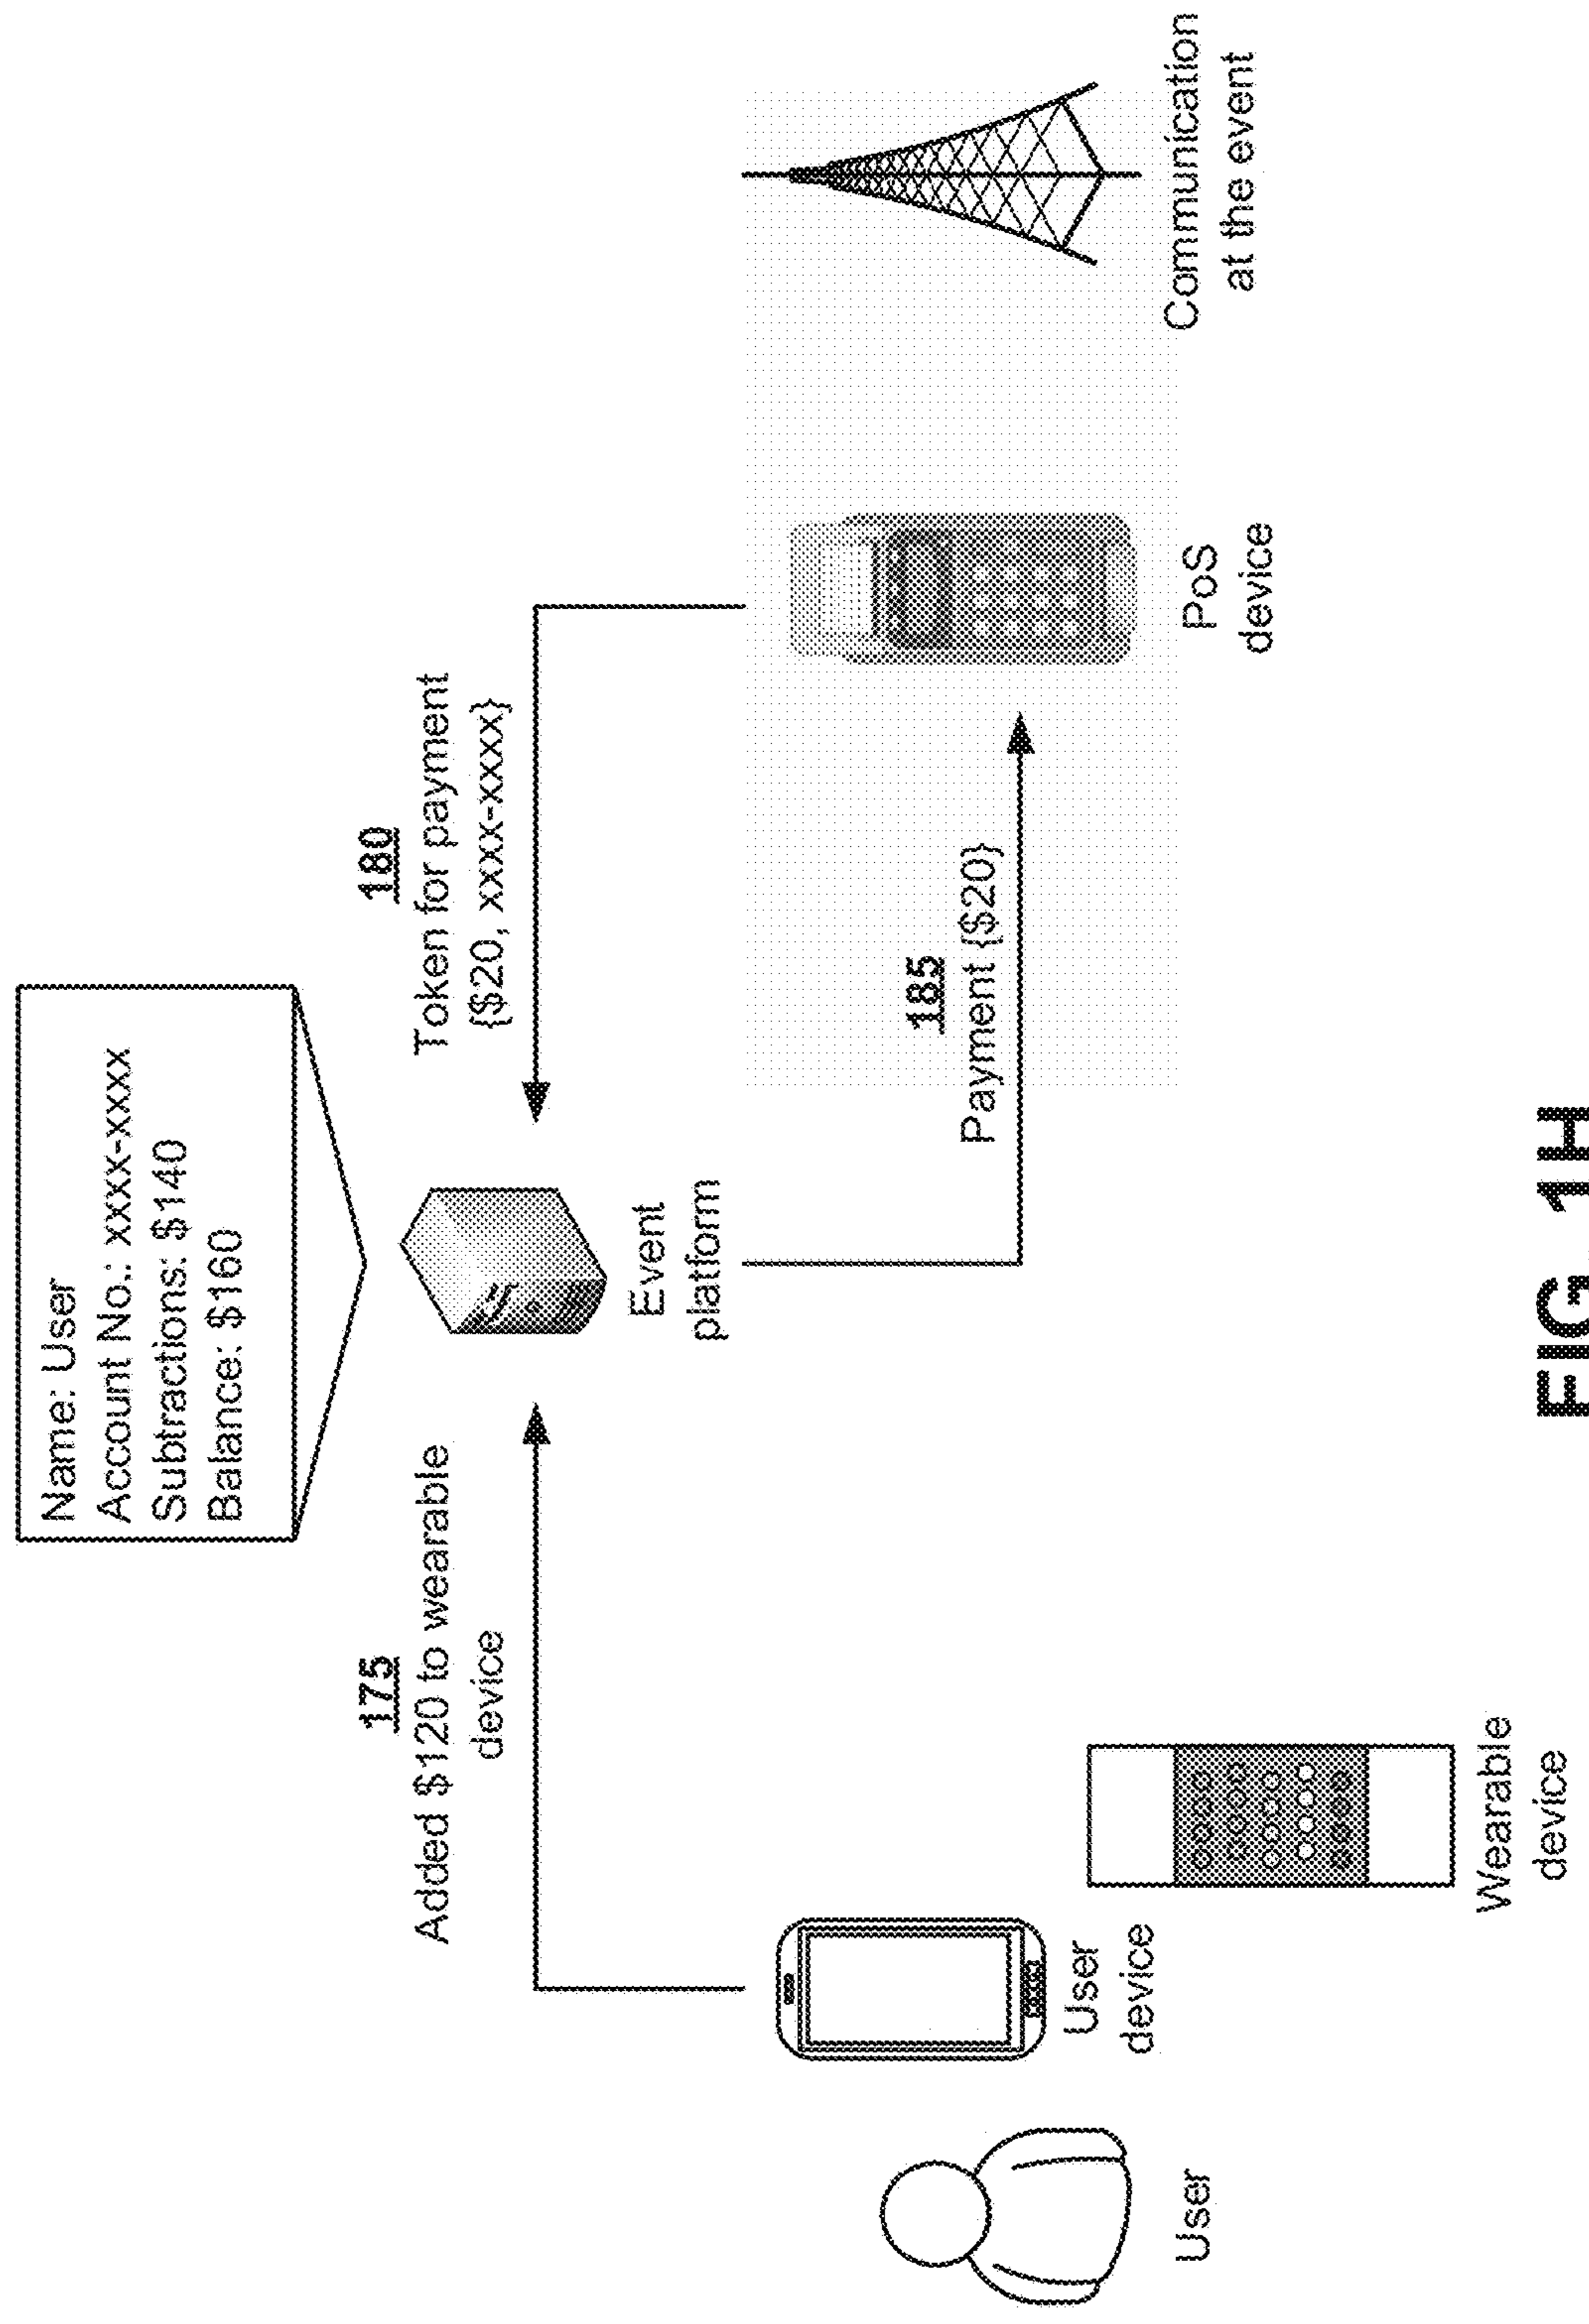 Name: User
Account No.: xxxx-xxxx
Subtractions: $140
Balance: $160
175
Added $120 to wearable
device
180
Token for payment
{$20, xxxx-xxxx}
Event
platform
185
Payment {$20}
User
User
device
Wearable
device
PoS
device
Communication
at the event
FIG. 1H